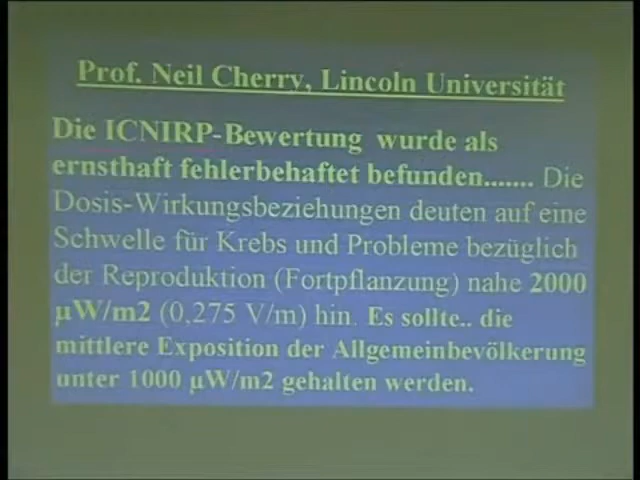 Prof. Neil Cherry, Lincoln Universität
Die ICNIRP-Bewertung wurde als
ernsthaft fehlerbehaftet befunden....... Die
Dosis-Wirkungsbeziehungen deuten auf eine
Schwelle für Krebs und Probleme bezüglich
der Reproduktion (Fortpflanzung) nahe 2000
µW/m2 (0,275 V/m) hin. Es sollte.. die
mittlere Exposition der Allgemeinbevölkerung
unter 1000 µW/m2 gehalten werden.